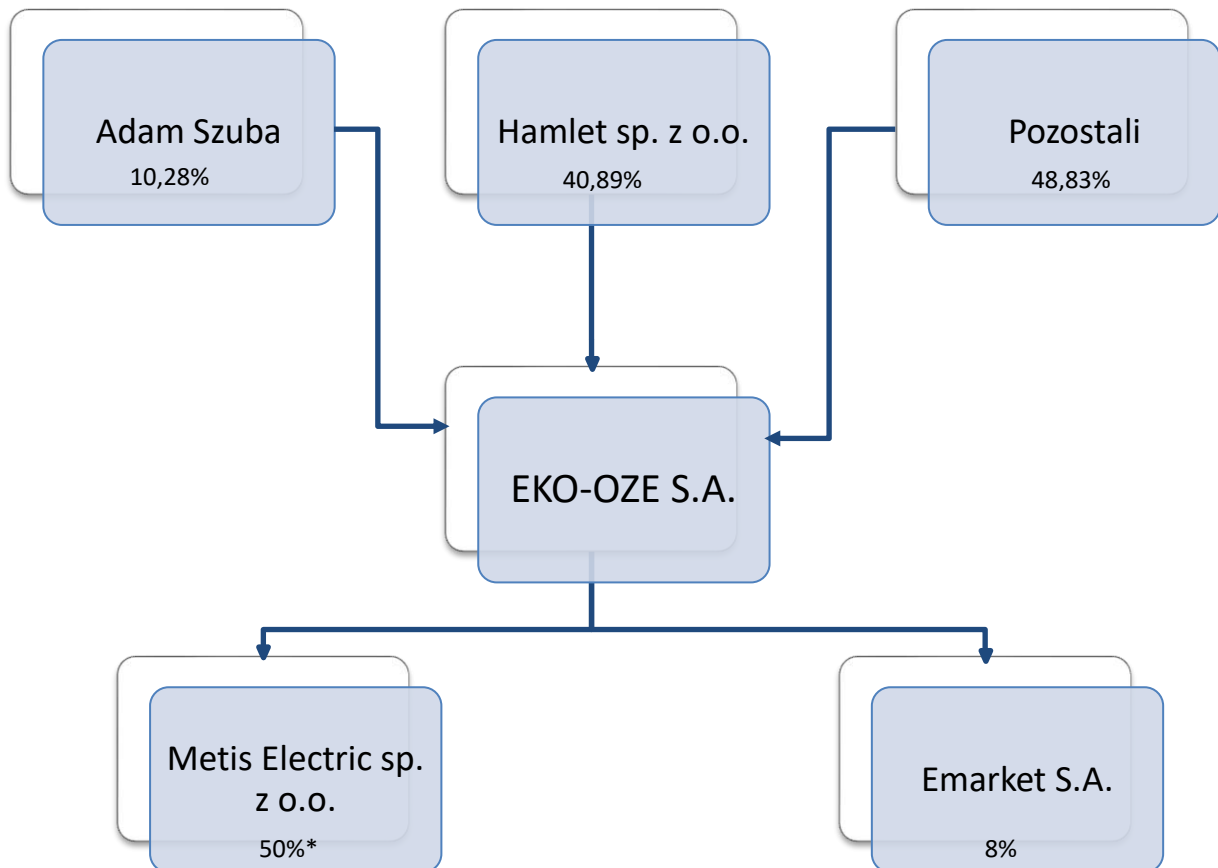 Adam Szuba
10,28%
Hamlet sp. z o.o.
40,89%
Pozostali
48,83%
EKO-OZE S.A.
Metis Electric sp.
z o.o.
50%*
Emarket S.A.
8%